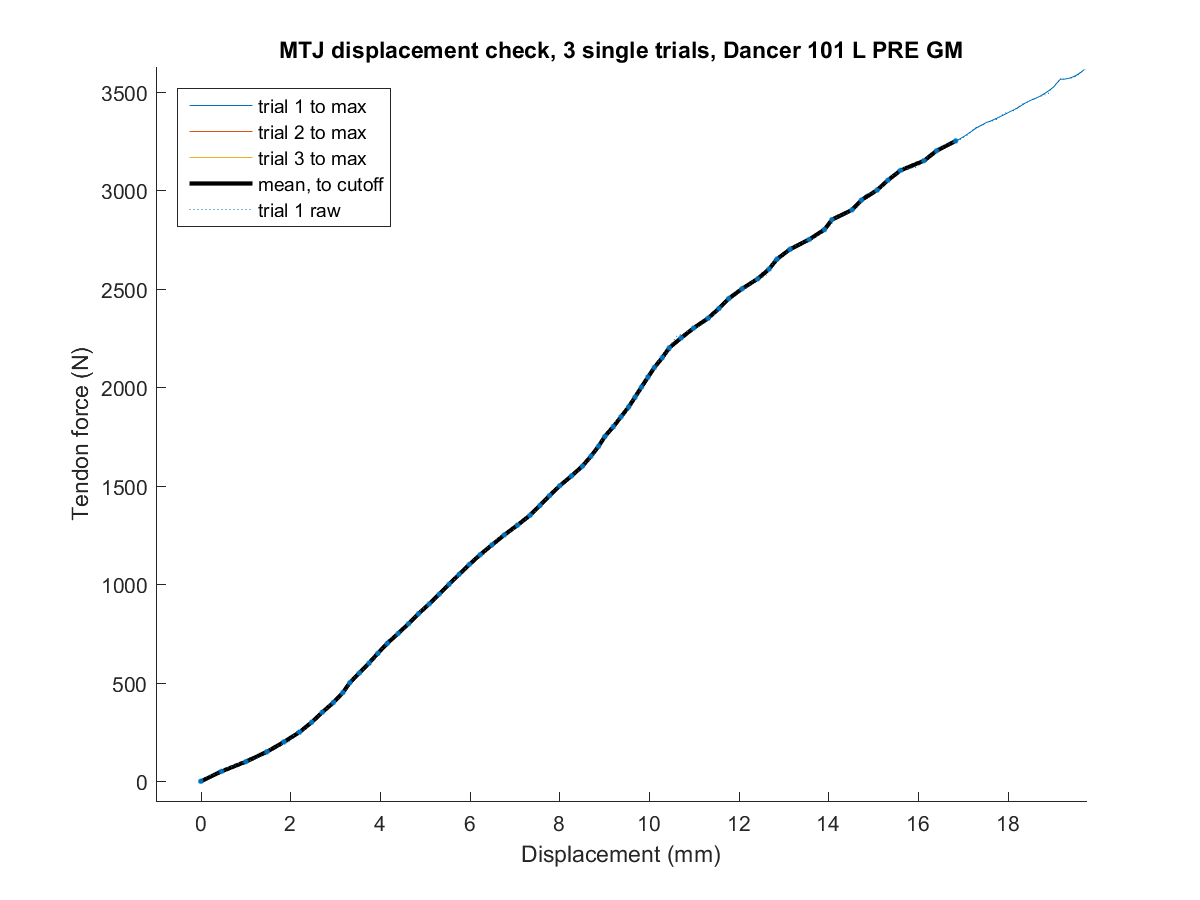 MTJ displacement check, 3 single trials, Dancer 101 L PRE GM
trial 1 to max
trial 2 to max
trial 3 to max
mean, to cutoff
trial 1 raw
3500
3000
2500
2000
1500
1000
500
0
Tendon force (N)
0 2 4 6 8 10 12 14 16 18
Displacement (mm)